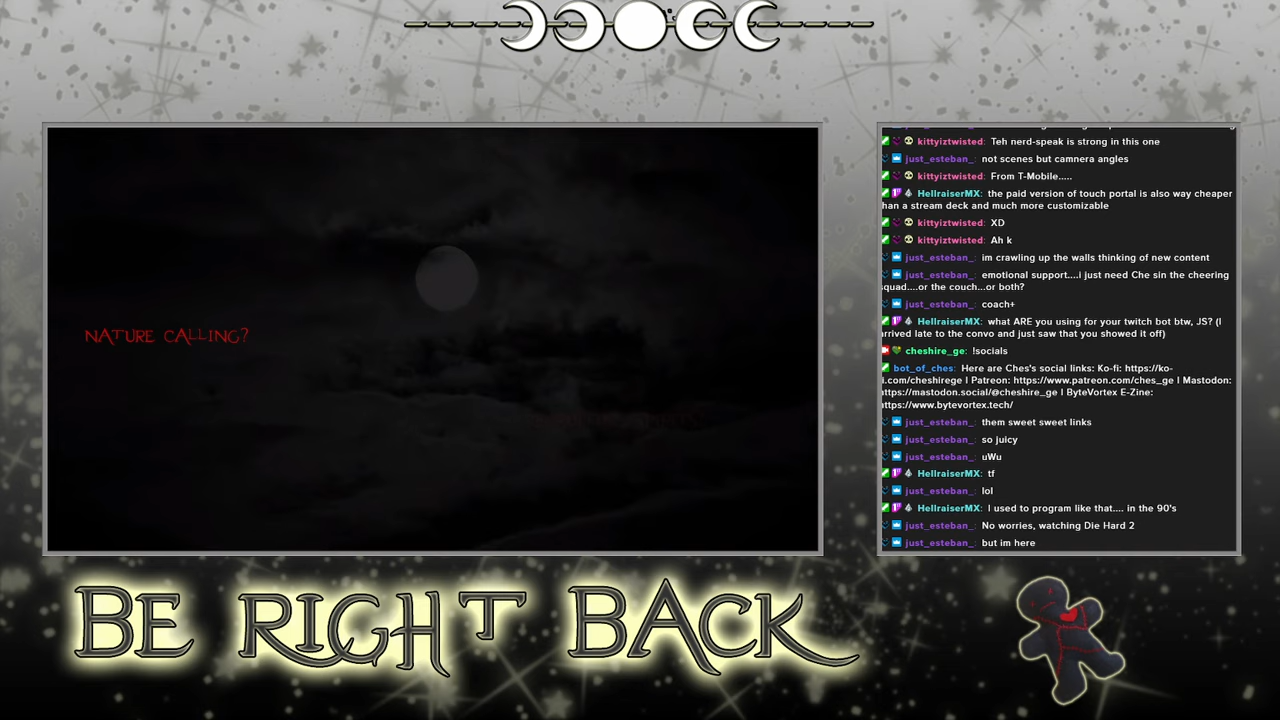 kittyiztwisted: Teh nerd-speak is strong in this one
just_esteban_: not scenes but camnera angles
kittyiztwisted: From T-Mobile.....
HellraiserMX: the paid version of touch portal is also way cheaper
han a stream deck and much more customizable
kittyiztwisted: XD
kittyiztwisted: Ah k
just_esteban_: im crawling up the walls thinking of new content
just_esteban_: emotional support....i just need Che sin the cheering
squad....or the couch...or both?
just_esteban_: coach+
HellraiserMX: what ARE you using for your twitch bot btw, JS? (I
rrived late to the convo and just saw that you showed it off)
NATURE CALLING?
cheshire_ge: !socials
bot_of_ches: Here are Ches's social links: Ko-fi: https://ko-
i.com/cheshirege | Patreon: https://www.patreon.com/ches_ge | Mastodon:
https://mastodon.social/@cheshire_ge | ByteVortex E-Zine:
https://www.bytevortex.tech/
just_esteban_: them sweet sweet links
just_esteban_: so juicy
just_esteban_: uWu
HellraiserMX: tf
just_esteban_: lol
HellraiserMX: I used to program like that.... in the 90's
just_esteban_: No worries, watching Die Hard 2
just_esteban_: but im here
BE RIGHT BACK